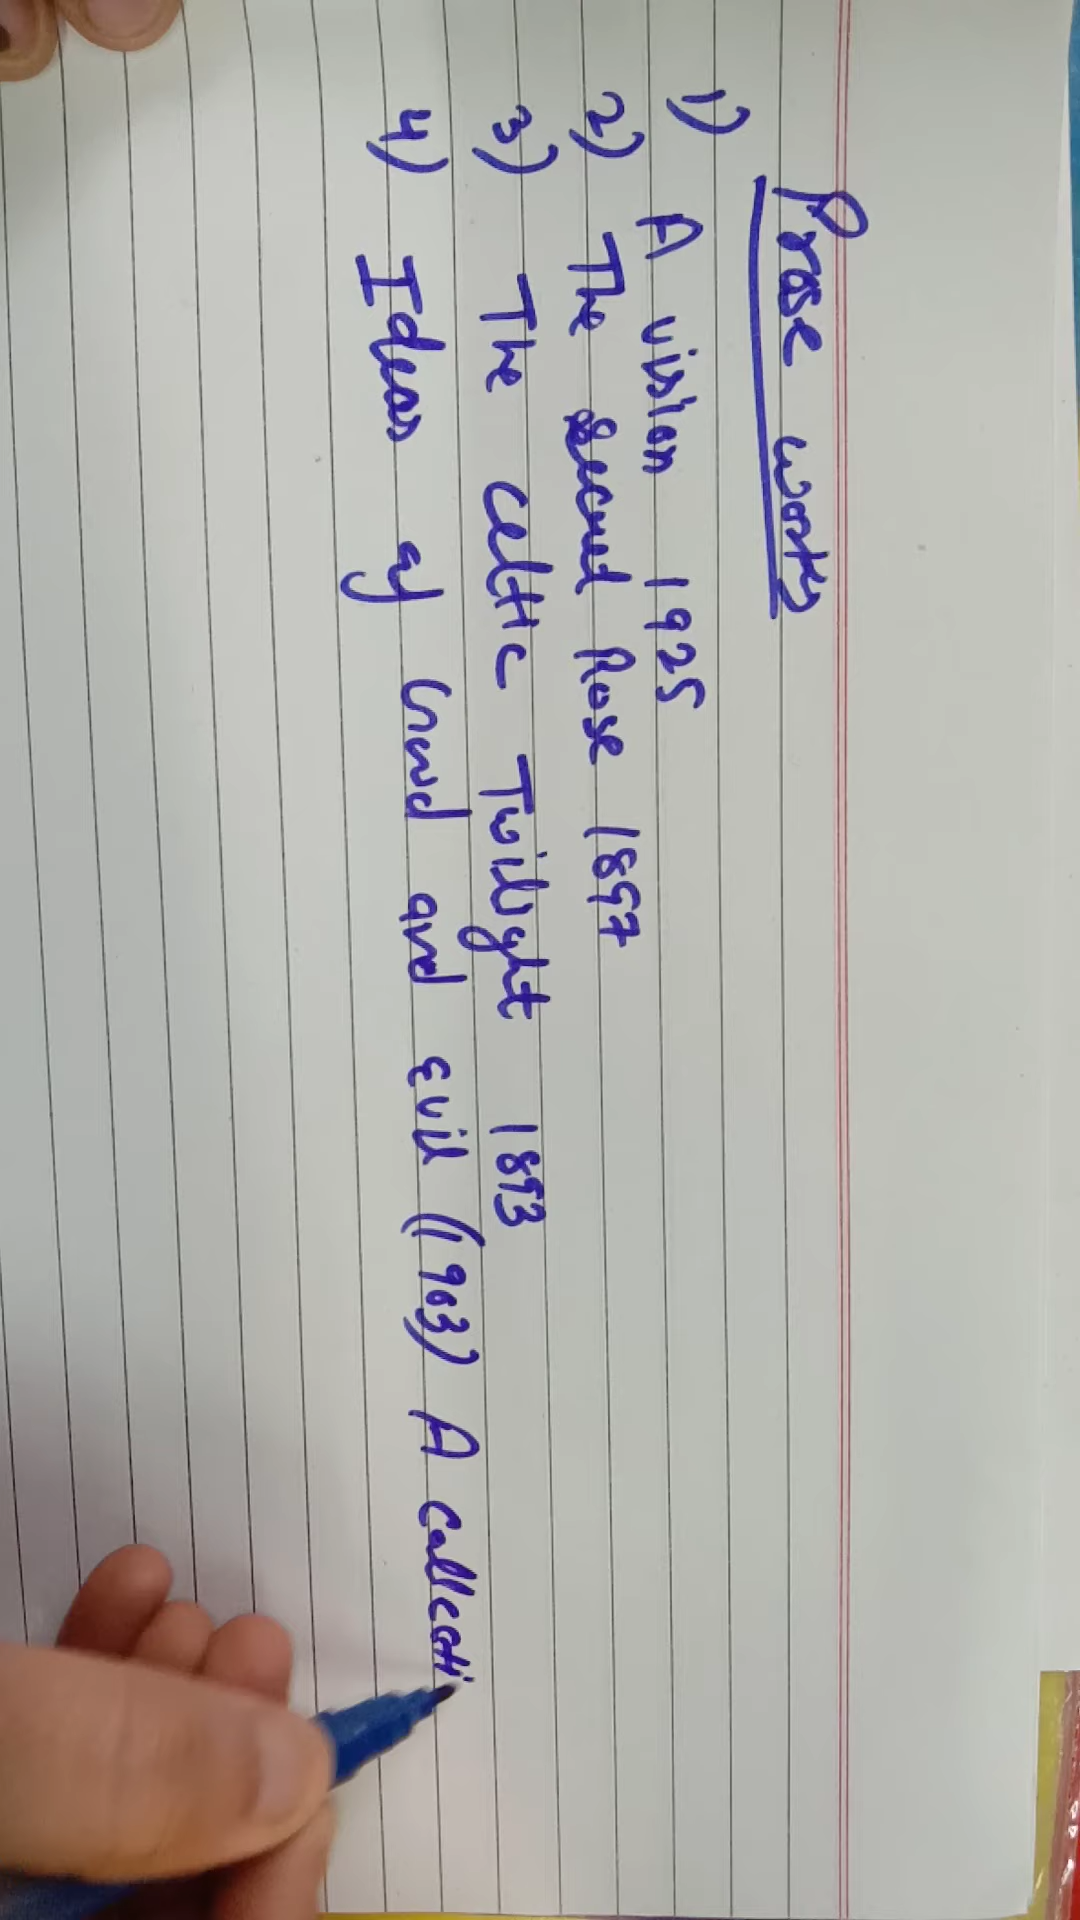 Prose works
1) A vision 1925
2) The Secret Rose 1897
3) The Celtic Twilight 1893
4) Ideas of Good and Evil (1903) A Collecti